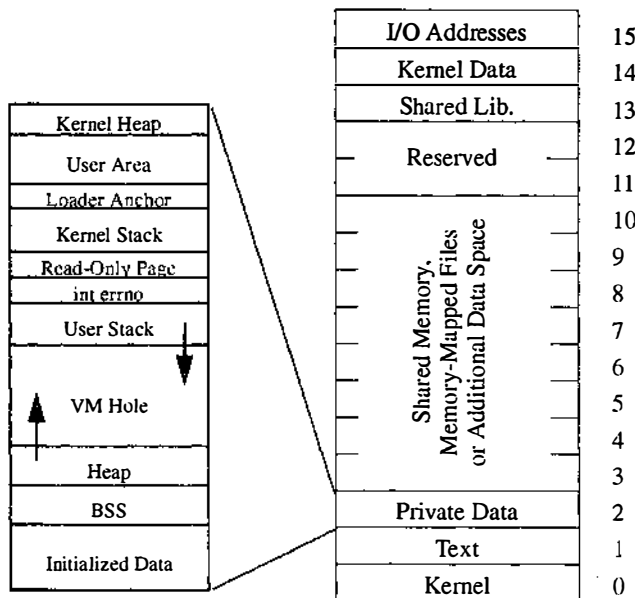 I/O Addresses 15
Kernel Data 14
Shared Lib. 13
Reserved 12
11
Shared Memory,
Memory-Mapped Files
or Additional Data Space
10
9
8
7
6
5
4
3
Private Data 2
Text 1
Kernel 0
Kernel Heap
User Area
Loader Anchor
Kernel Stack
Read-Only Page
int errno
User Stack
VM Hole
Heap
BSS
Initialized Data